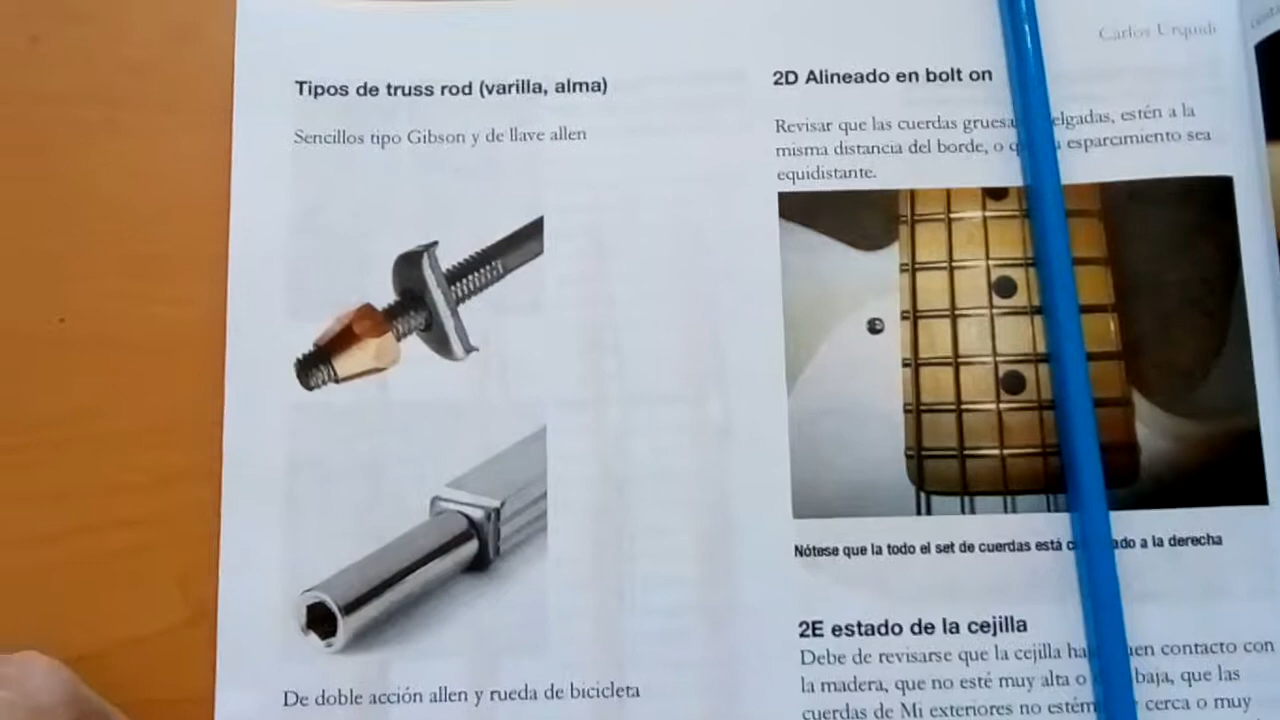 Carlos Urquidi
Tipos de truss rod (varilla, alma)
Sencillos tipo Gibson y de llave allen
De doble acción allen y rueda de bicicleta
2D Alineado en bolt on
Revisar que las cuerdas elgadas, estén a la
misma distancia del borde, o esparcimiento sea
equidistante.
Nótese que la todo el set de cuerdas está ado a la derecha
2E estado de la cejilla
Debe de revisarse que la cejilla contacto con
la madera, que no esté muy alta o baja, que las
cuerdas de Mi exteriores no estém cerca o muy